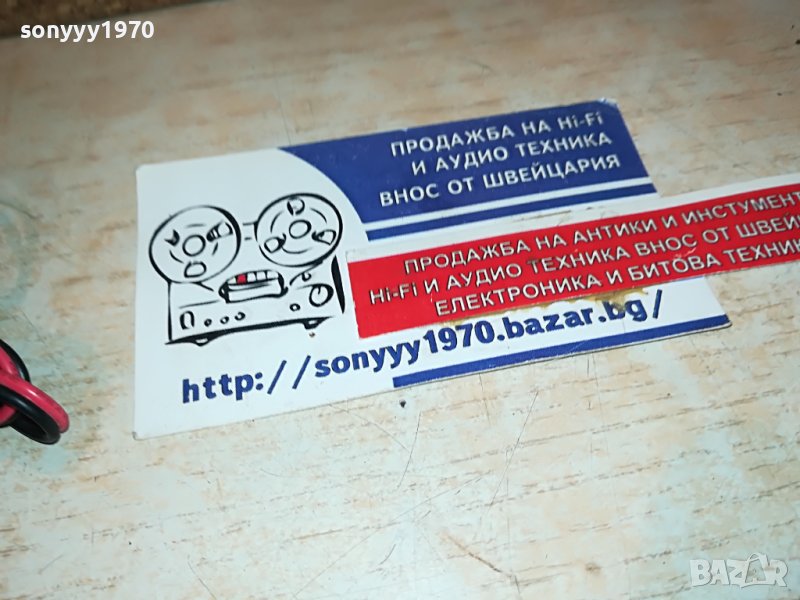 sonyyy1970
ПРОДАЖБА НА Hi-Fi
И АУДИО ТЕХНИКА
ВНОС ОТ ШВЕЙЦАРИЯ
ПРОДАЖБА НА АНТИКИ И ИНСТУМЕНТ
Hi-Fi И АУДИО ТЕХНИКА ВНОС ОТ ШВЕЙ
ЕЛЕКТРОНИКА И БИТОВА ТЕХНИ
http://sonyyy1970.bazar.bg/
BAZAR